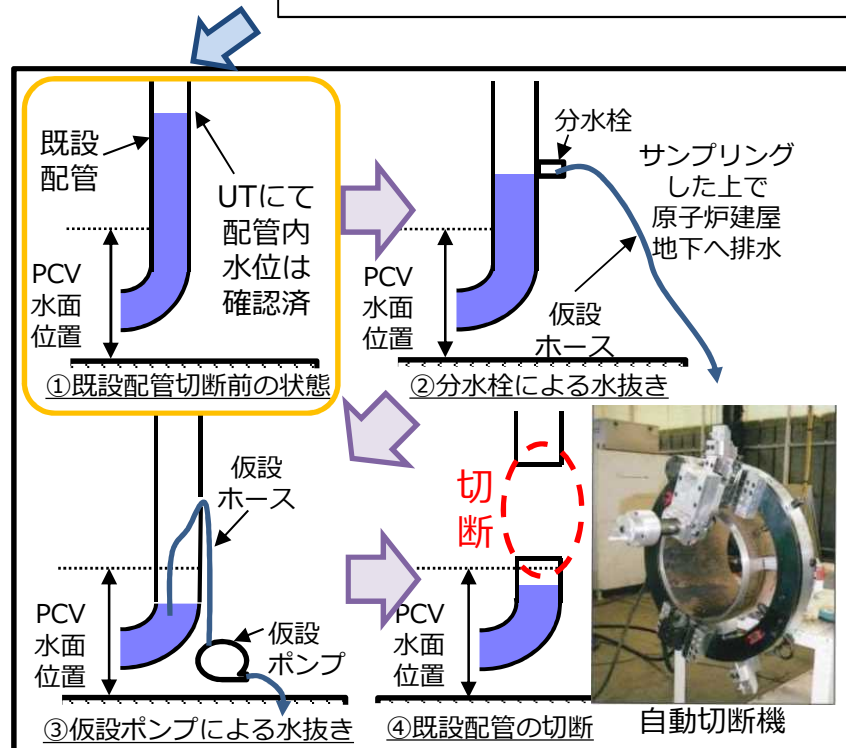 既設
配管
UTにて
配管内
水位は
確認済
PCV
水面
位置
①既設配管切断前の状態
分水栓
サンプリング
した上で
原子炉建屋
地下へ排水
PCV
水面
位置
仮設
ホース
②分水栓による水抜き
仮設
ホース
PCV
水面
位置
仮設
ポンプ
③仮設ポンプによる水抜き
切
断
PCV
水面
位置
④既設配管の切断
自動切断機